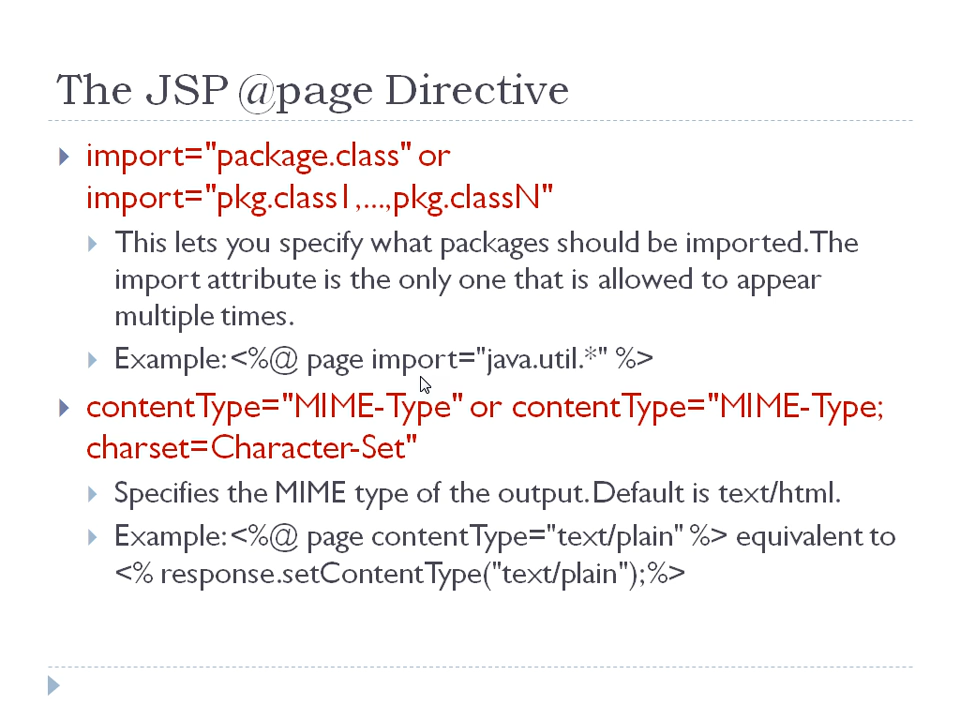 The JSP @page Directive
import="package.class" or
import="pkg.class1,...,pkg.classN"
This lets you specify what packages should be imported. The
import attribute is the only one that is allowed to appear
multiple times.
Example: <%@ page import="java.util.*" %>
contentType="MIME-Type" or contentType="MIME-Type;
charset=Character-Set"
Specifies the MIME type of the output. Default is text/html.
Example: <%@ page contentType="text/plain" %> equivalent to
<% response.setContentType("text/plain"); %>